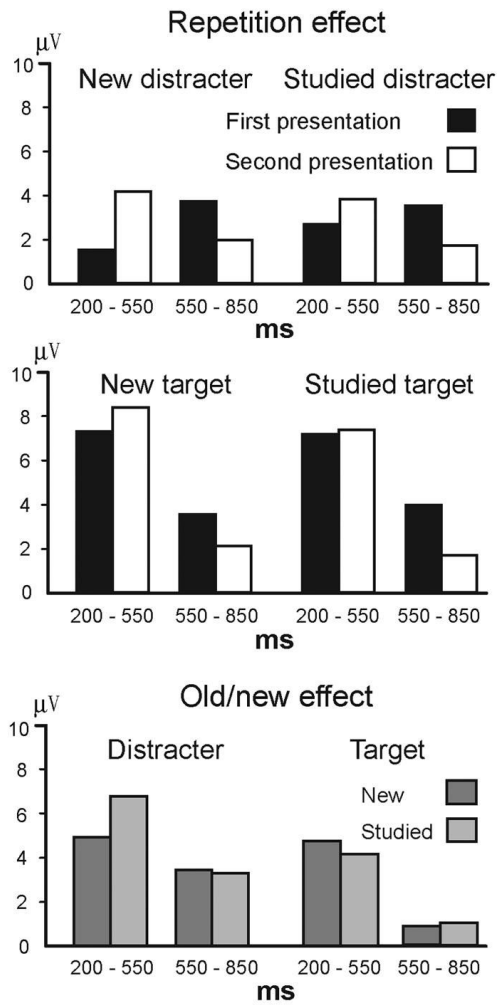 Repetition effect
μV
10
New distracter
Studied distracter
8
First presentation
6
Second presentation
4
2
0
200 - 550
550 - 850
200 - 550
550 - 850
ms
μV
10
New target
Studied target
8
6
4
2
0
200 - 550
550 - 850
200 - 550
550 - 850
ms
Old/new effect
μV
10
Distracter
Target
8
New
6
Studied
4
2
0
200 - 550
550 - 850
200 - 550
550 - 850
ms